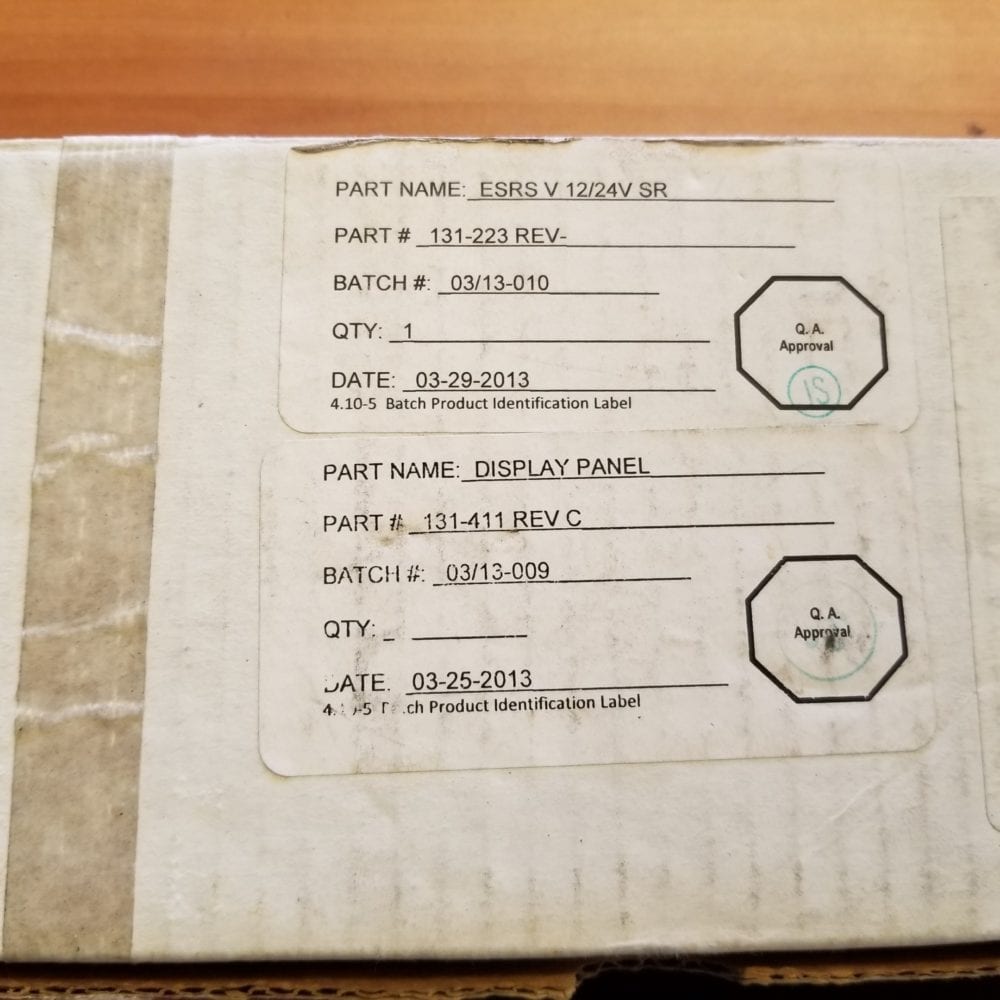 PART NAME: ESRS V 12/24V SR
PART # 131-223 REV-
BATCH #: 03/13-010
QTY: 1
DATE: 03-29-2013
4.10-5 Batch Product Identification Label
Q. A.
Approval
IS
PART NAME: DISPLAY PANEL
PART # 131-411 REV C
BATCH #: 03/13-009
QTY:
DATE: 03-25-2013
Product Identification Label
Q. A.
Approval